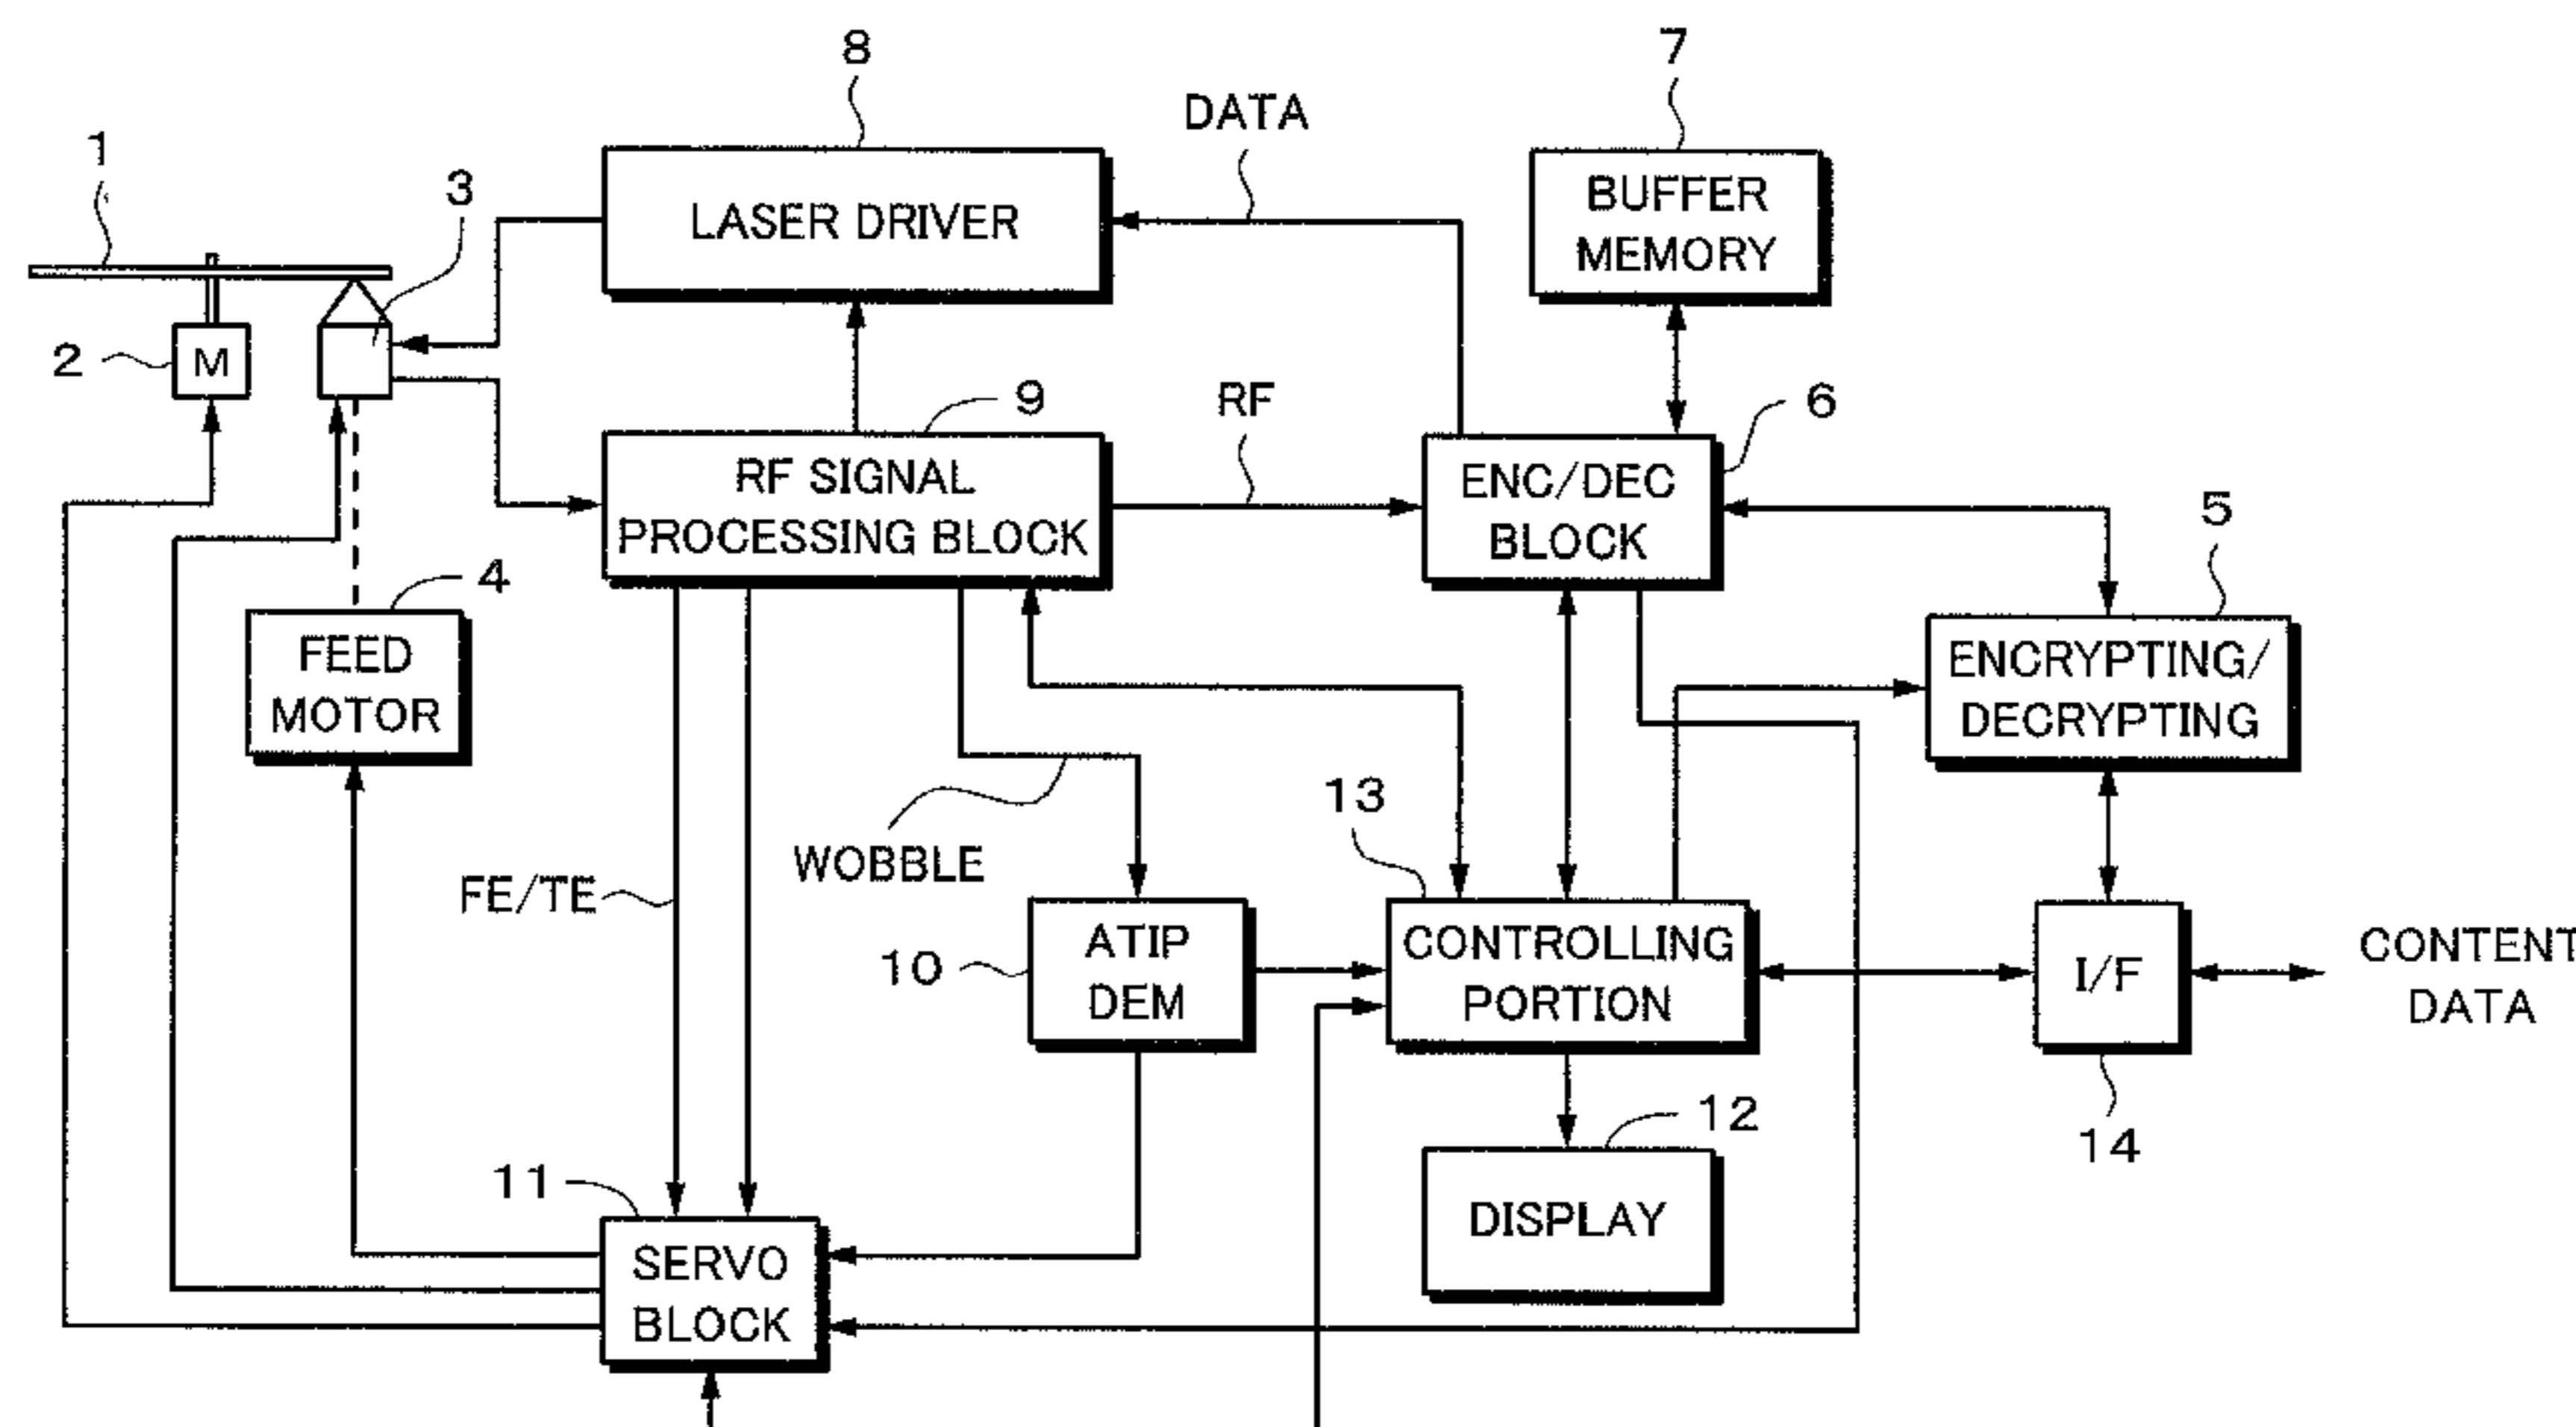 8
7
DATA
1
3
LASER DRIVER
BUFFER
MEMORY
2
M
9
RF
6
RF SIGNAL
PROCESSING BLOCK
ENC/DEC
BLOCK
5
4
FEED
MOTOR
ENCRYPTING/
DECRYPTING
13
WOBBLE
FE/TE
10
ATIP
DEM
CONTROLLING
PORTION
I/F
CONTENT
DATA
12
14
11
SERVO
BLOCK
DISPLAY